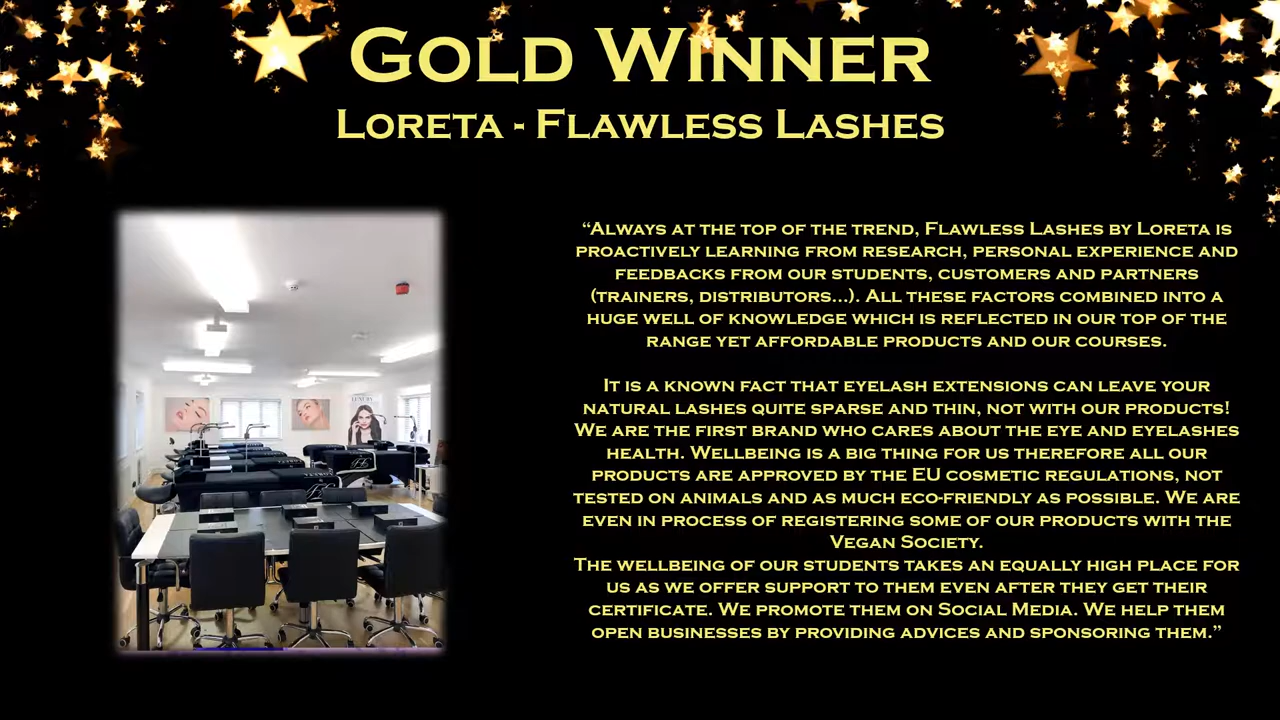 Gold Winner
Loreta - Flawless Lashes
“Always at the top of the trend, Flawless Lashes by Loreta is
proactively learning from research, personal experience and
feedbacks from our students, customers and partners
(trainers, distributors...). All these factors combined into a
huge well of knowledge which is reflected in our top of the
range yet affordable products and our courses.
It is a known fact that eyelash extensions can leave your
natural lashes quite sparse and thin, not with our products!
We are the first brand who cares about the eye and eyelashes
health. Wellbeing is a big thing for us therefore all our
products are approved by the EU cosmetic regulations, not
tested on animals and as much eco-friendly as possible. We are
even in process of registering some of our products with the
Vegan Society.
The wellbeing of our students takes an equally high place for
us as we offer support to them even after they get their
certificate. We promote them on Social Media. We help them
open businesses by providing advices and sponsoring them.”
LUXURY